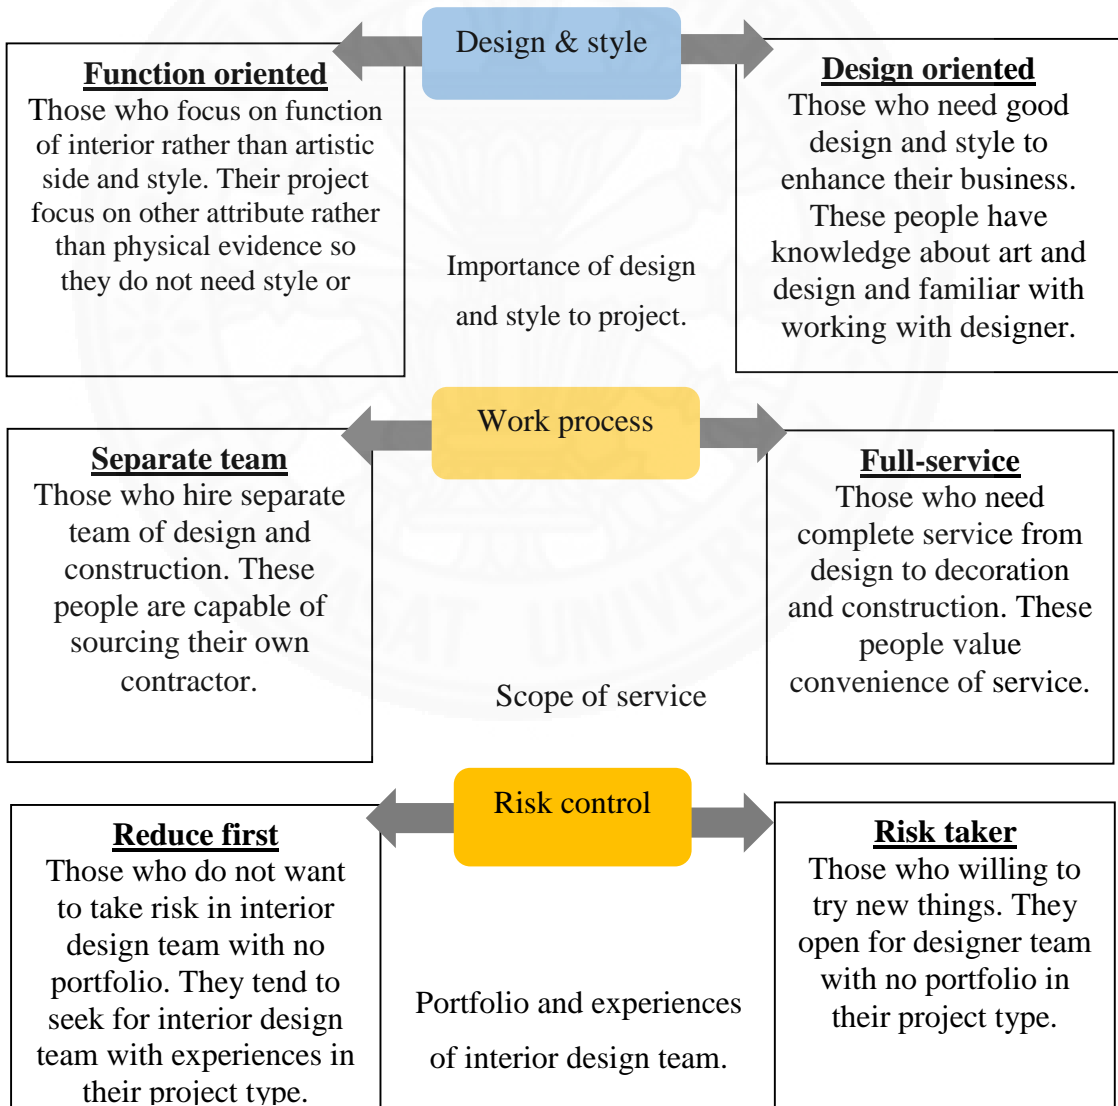 Design & style
Function oriented
Those who focus on function
of interior rather than artistic
side and style. Their project
focus on other attribute rather
than physical evidence so
they do not need style or
Importance of design
and style to project.
Design oriented
Those who need good
design and style to
enhance their business.
These people have
knowledge about art and
design and familiar with
working with designer.
Work process
Separate team
Those who hire separate
team of design and
construction. These
people are capable of
sourcing their own
contractor.
Scope of service
Full-service
Those who need
complete service from
design to decoration
and construction. These
people value
convenience of service.
Risk control
Reduce first
Those who do not want
to take risk in interior
design team with no
portfolio. They tend to
seek for interior design
team with experiences in
their project type.
Portfolio and experiences
of interior design team.
Risk taker
Those who willing to
try new things. They
open for designer team
with no portfolio in
their project type.